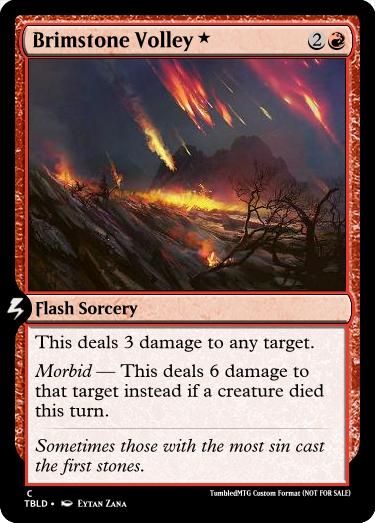 Brimstone Volley★ 2
Flash Sorcery
This deals 3 damage to any target.
Morbid — This deals 6 damage to
that target instead if a creature died
this turn.
Sometimes those with the most sin cast
the first stones.
C
TBLD • Eytan Zana
TumbledMTG Custom Format (NOT FOR SALE)